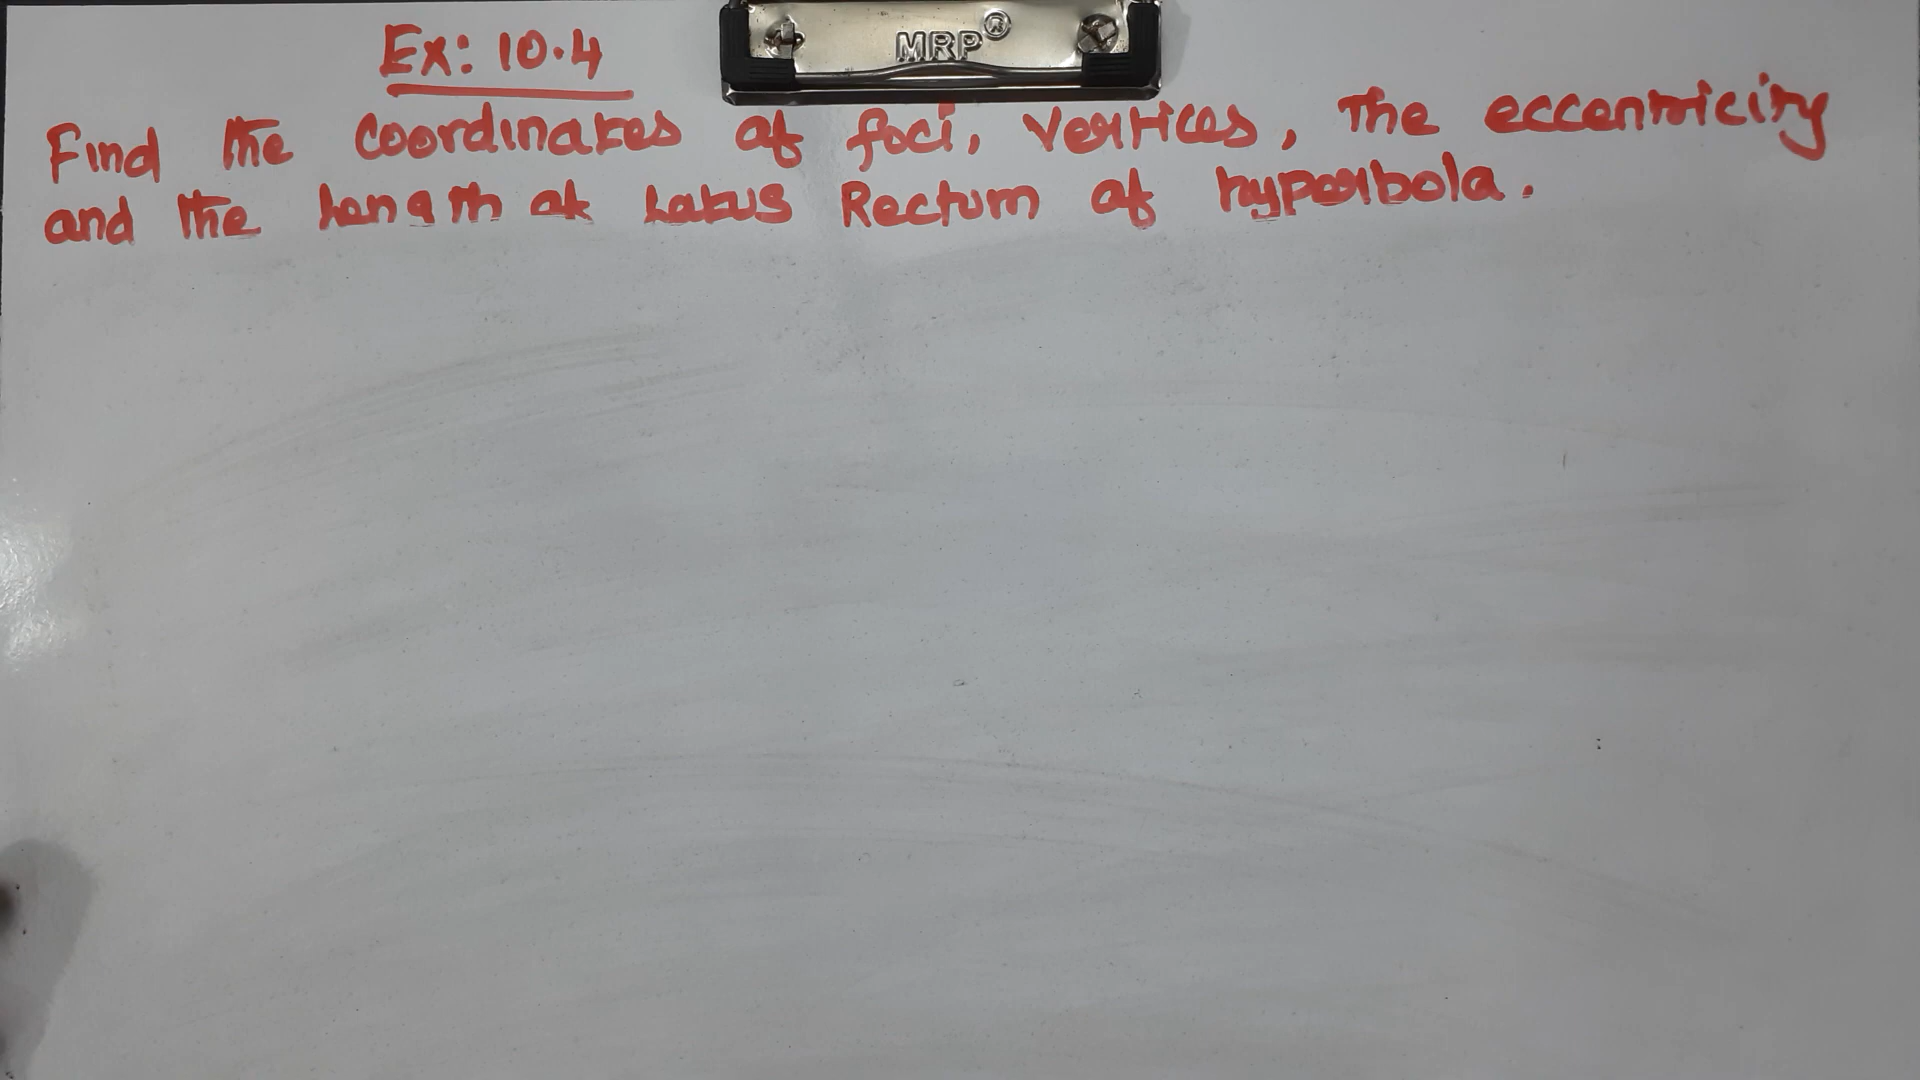 Ex: 10.4
MRP®
Find the coordinates of foci, vertices, The eccentricity
and the Length of Latus Rectum of hyperbola.